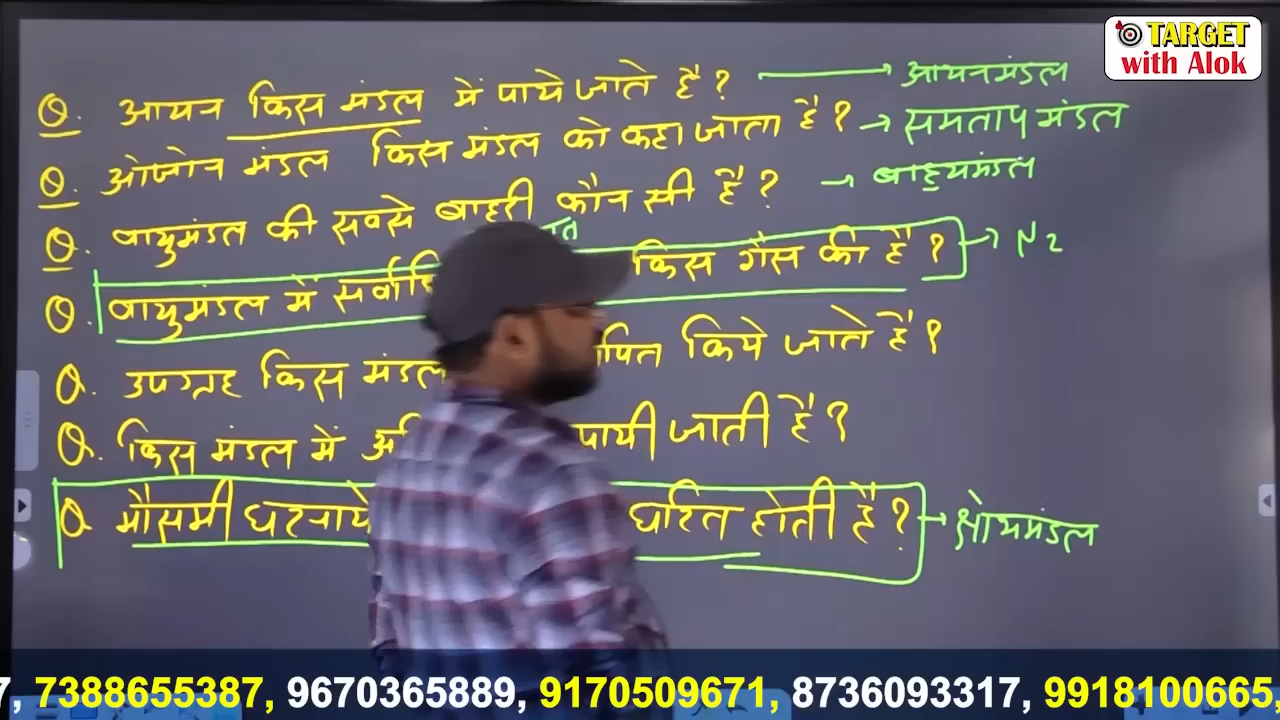 TARGET
with Alok
Q. आयन किस मंडल में पाये जाते है? → आयनमंडल
Q. ओजोन मंडल किस मंडल को कहा जाता है? → समताप मंडल
Q. वायुमंडल की सबसे बाहरी कौन सी है? → बाह्यमंडल
Q. वायुमंडल में किस गैस की है? → N2
Q. उपग्रह किस मंडल किये जाते है?
Q. किस मंडल में पायी जाती है?
Q मौसमी घटनाये घटित होती है? → क्षोभमंडल
7, 7388655387, 9670365889, 9170509671, 8736093317, 9918100665,